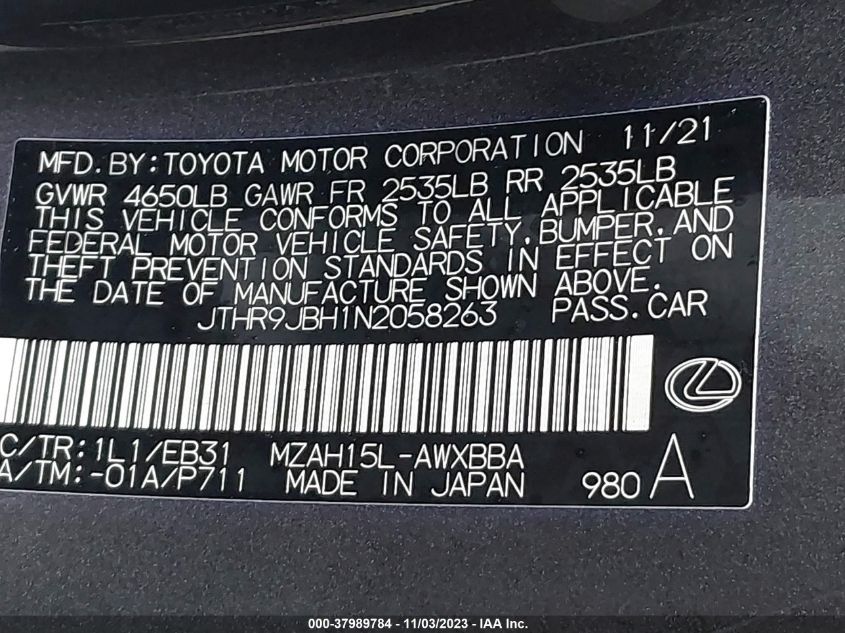 MFD.BY:TOYOTA MOTOR CORPORATION 11/21
GVWR 4650LB GAWR FR 2535LB RR 2535LB
THIS VEHICLE CONFORMS TO ALL APPLICABLE
FEDERAL MOTOR VEHICLE SAFETY,BUMPER,AND
THEFT PREVENTION STANDARDS IN EFFECT ON
THE DATE OF MANUFACTURE SHOWN ABOVE.
JTHR9JBH1N2058263 PASS.CAR
C/TR:1L1/EB31 MZAH15L-AWXBBA
A/TM:-01A/P711 MADE IN JAPAN 980 A
000-37989784 - 11/03/2023 - IAA Inc.